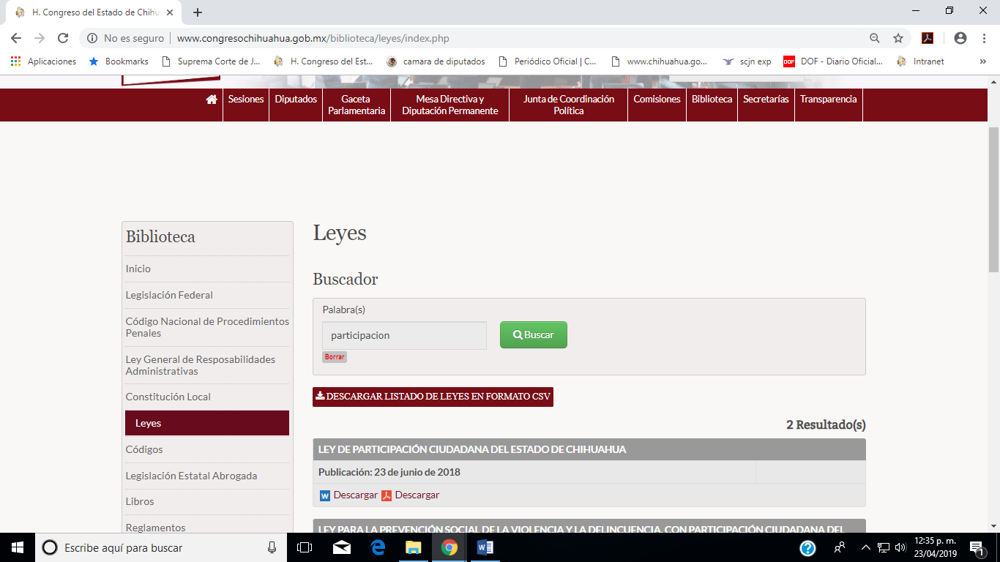 H. Congreso del Estado de Chihu
No es seguro | www.congresochihuahua.gob.mx/biblioteca/leyes/index.php
Aplicaciones Bookmarks Suprema Corte de J... H. Congreso del Est... camara de diputados Periódico Oficial | C... www.chihuahua.go... scjn exp DOF DOF - Diario Oficial... Intranet »
Sesiones Diputados Gaceta Parlamentaria Mesa Directiva y Diputación Permanente Junta de Coordinación Política Comisiones Biblioteca Secretarías Transparencia
Biblioteca
Inicio
Legislación Federal
Código Nacional de Procedimientos
Penales
Ley General de Resposabilidades
Administrativas
Constitución Local
Leyes
Códigos
Legislación Estatal Abrogada
Libros
Reglamentos
Leyes
Buscador
Palabra(s)
participacion
Buscar
Borrar
DESCARGAR LISTADO DE LEYES EN FORMATO CSV
2 Resultado(s)
LEY DE PARTICIPACIÓN CIUDADANA DEL ESTADO DE CHIHUAHUA
Publicación: 23 de junio de 2018
Descargar Descargar
LEY PARA LA PREVENCIÓN SOCIAL DE LA VIOLENCIA Y LA DELINCUENCIA, CON PARTICIPACIÓN CIUDADANA DEL
Escribe aquí para buscar
12:35 p. m.
23/04/2019
1